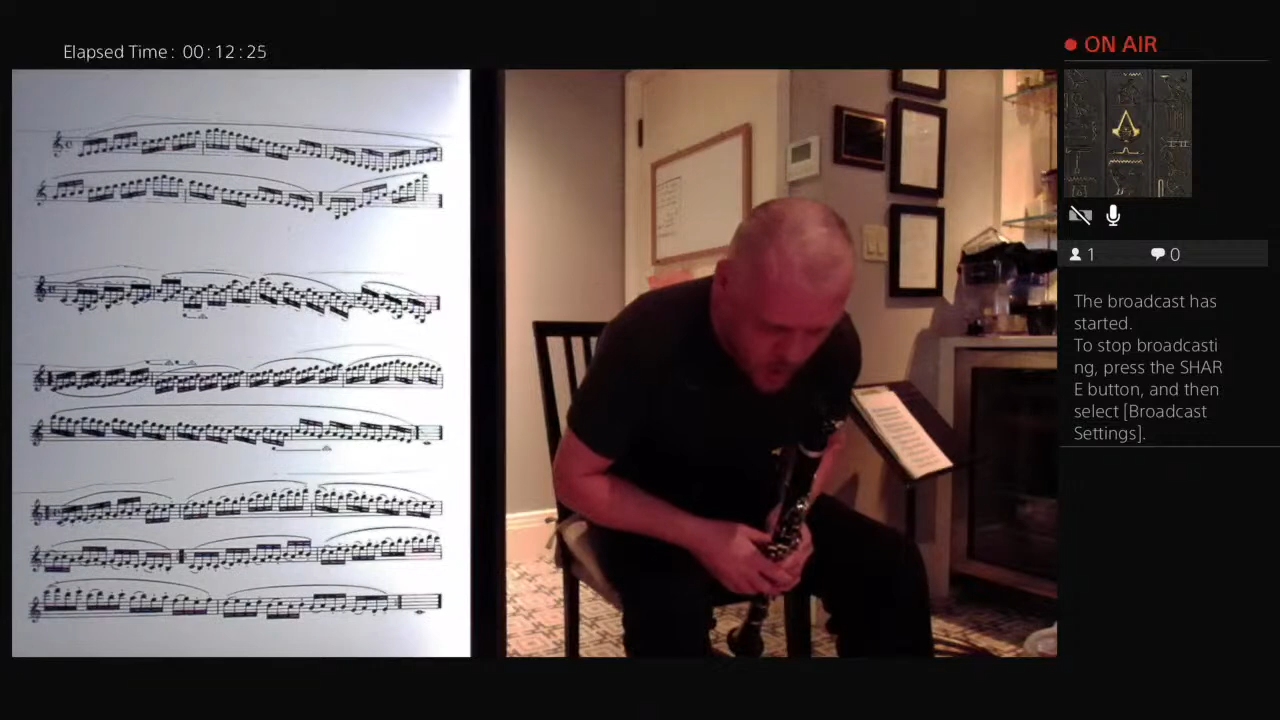 Elapsed Time: 00:12:25
ON AIR
1
0
The broadcast has
started.
To stop broadcasti
ng, press the SHAR
E button, and then
select [Broadcast
Settings].